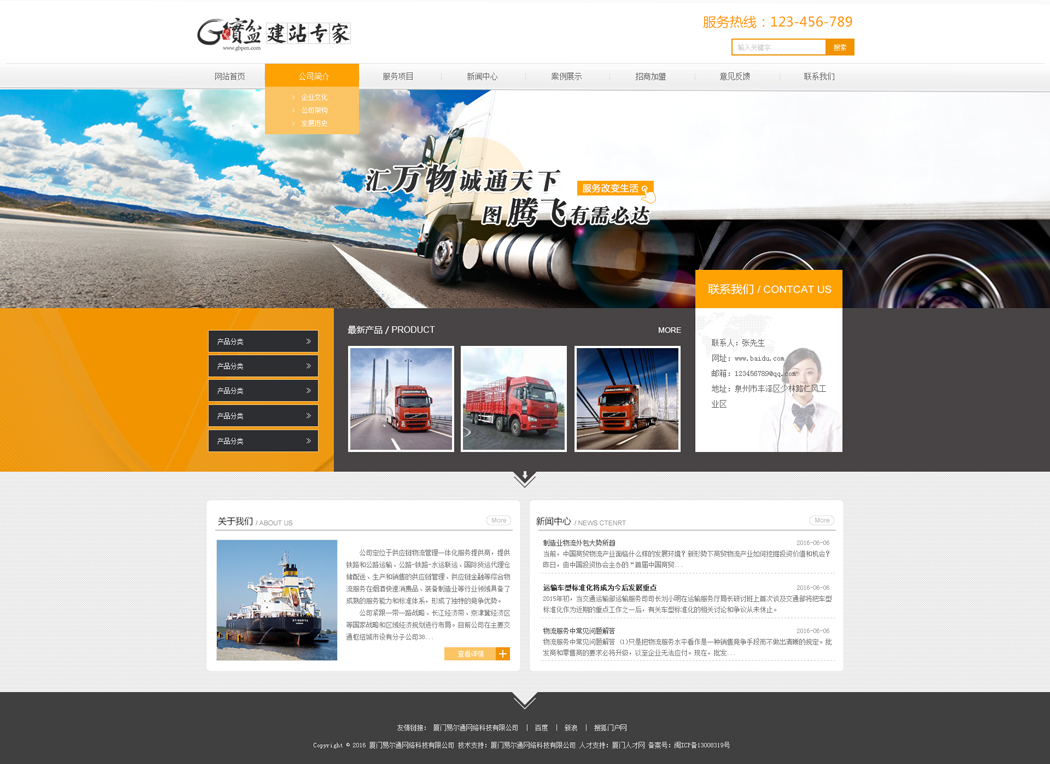 服务热线：123-456-789
寳盆 建站专家
www.gbpen.com
输入关键字 搜索
网站首页 公司简介 服务项目 新闻中心 案例展示 招商加盟 意见反馈 联系我们
企业文化
公司架构
发展历史
汇万物诚通天下
服务改变生活
图腾飞有需必达
联系我们 / CONTCAT US
联系人：张先生
网址：www.baidu.com
邮箱：123456789@qq.com
地址：泉州市丰泽区少林路仁风工
业区
产品分类 »
产品分类 »
产品分类 »
产品分类 »
产品分类 »
最新产品 / PRODUCT MORE
关于我们 / ABOUT US More
公司定位于供应链物流管理一体化服务提供商，提供
铁路和公路运输、公路-铁路-水运联运、国际货运代理仓
储配送、生产和销售的供应链管理、供应链金融等综合物
流服务在烟酒快速消费品、装备制造业等行业领域具备了
成熟的服务能力和标准体系，形成了独特的竞争优势。
公司紧跟一带一路战略、长江经济带、京津冀经济区
等国家战略和区域经济规划进行布局。目前公司在主要交
通枢纽城市设有分子公司30...
查看详情 +
新闻中心 / NEWS CTENRT More
制造业物流外包大势所趋 2016-06-06
当前，中国商贸物流产业面临什么样的发展环境？新形势下商贸物流产业如何挖掘投资价值和机会？
昨日，由中国投资协会主办的“首届中国商贸...
运输车型标准化将成为今后发展重点 2016-06-06
2015年初，当交通运输部运输服务司司长刘小明在运输服务厅局长研讨班上首次谈及交通部将把车型
标准化作为近期的重点工作之一后，有关车型标准化的相关讨论和争议从未休止。
物流服务中常见问题解答 2016-06-06
物流服务中常见问题解答 (1)只是把物流服务水平看作是一种销售竞争手段而不做出清晰的规定。批
发商和零售商的要求必将升级，以至企业无法应付。现在，批发...
友情链接： 厦门易尔通网络科技有限公司 | 百度 | 新浪 | 搜狐门户网
Copyright © 2016 厦门易尔通网络科技有限公司 技术支持：厦门易尔通网络科技有限公司 人才支持：厦门人才网 备案号：闽ICP备13008319号